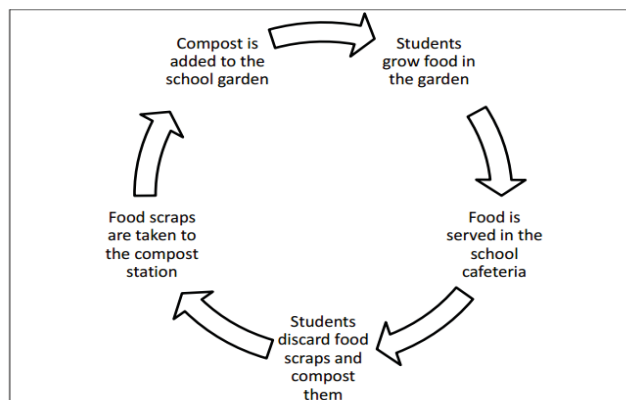 Compost is
added to the
school garden
Students
grow food in
the garden
Food is
served in the
school
cafeteria
Students
discard food
scraps and
compost
them
Food scraps
are taken to
the compost
station